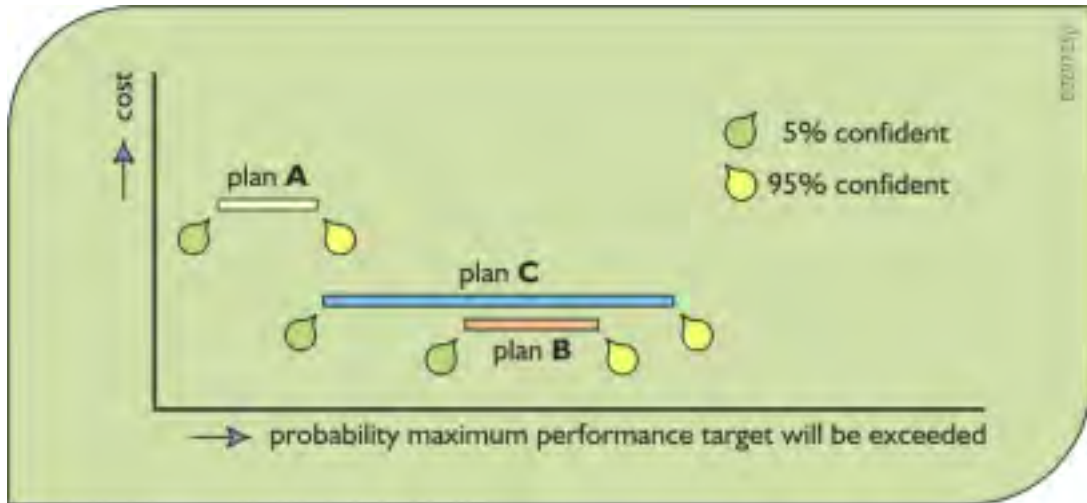 cost
5% confident
95% confident
plan A
plan C
plan B
probability maximum performance target will be exceeded